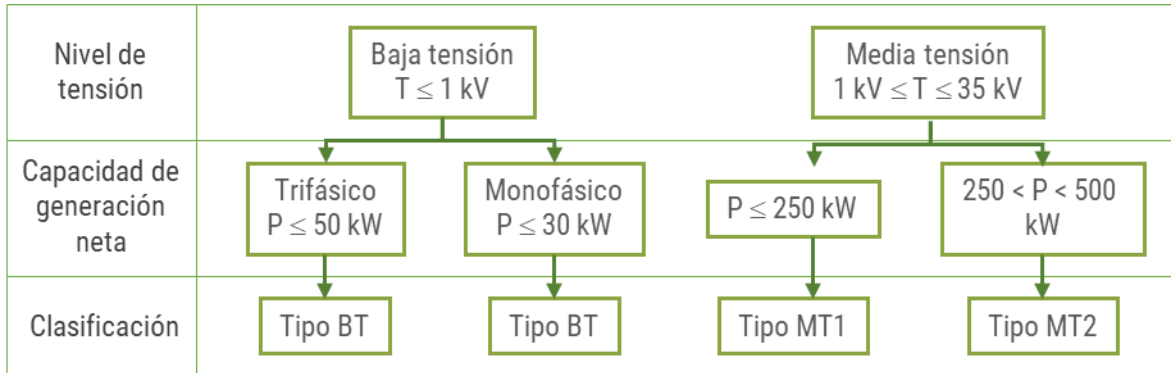 Nivel de
tensión
Baja tensión
T ≤ 1 kV
Media tensión
1 kV ≤ T ≤ 35 kV
Capacidad de
generación
neta
Trifásico
P ≤ 50 kW
Monofásico
P ≤ 30 kW
P ≤ 250 kW
250 < P < 500
kW
Clasificación
Tipo BT
Tipo BT
Tipo MT1
Tipo MT2